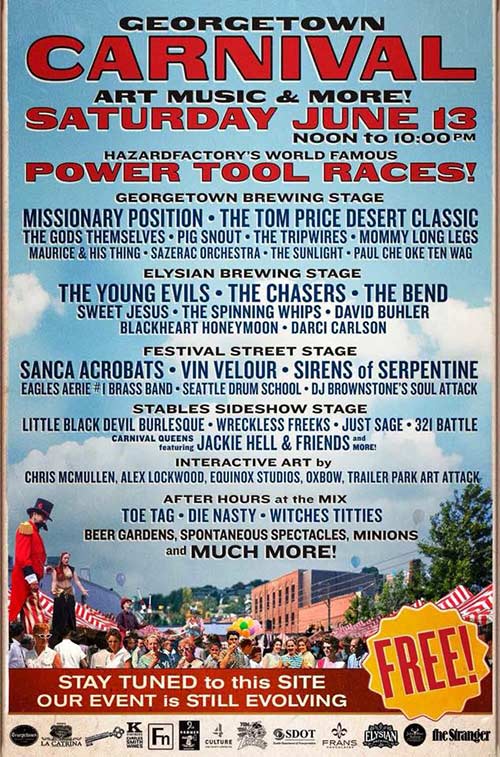 GEORGETOWN
CARNIVAL
ART MUSIC & MORE!
SATURDAY JUNE 13
NOON to 10:00PM
HAZARDFACTORY'S WORLD FAMOUS
POWER TOOL RACES!
GEORGETOWN BREWING STAGE
MISSIONARY POSITION • THE TOM PRICE DESERT CLASSIC
THE GODS THEMSELVES • PIG SNOUT • THE TRIPWIRES • MOMMY LONG LEGS
MAURICE & HIS THING • SAZERAC ORCHESTRA • THE SUNLIGHT • PAUL CHE OKE TEN WAG
ELYSIAN BREWING STAGE
THE YOUNG EVILS • THE CHASERS • THE BEND
SWEET JESUS • THE SPINNING WHIPS • DAVID BUHLER
BLACKHEART HONEYMOON • DARCI CARLSON
FESTIVAL STREET STAGE
SANCA ACROBATS • VIN VELOUR • SIRENS of SERPENTINE
EAGLES AERIE #1 BRASS BAND • SEATTLE DRUM SCHOOL • DJ BROWNSTONE'S SOUL ATTACK
STABLES SIDESHOW STAGE
LITTLE BLACK DEVIL BURLESQUE • WRECKLESS FREEKS • JUST SAGE • 321 BATTLE
CARNIVAL QUEENS featuring JACKIE HELL & FRIENDS and MORE!
INTERACTIVE ART by
CHRIS MCMULLEN, ALEX LOCKWOOD, EQUINOX STUDIOS, OXBOW, TRAILER PARK ART ATTACK
AFTER HOURS at the MIX
TOE TAG • DIE NASTY • WITCHES TITTIES
BEER GARDENS, SPONTANEOUS SPECTACLES, MINIONS
and MUCH MORE!
FREE!
STAY TUNED to this SITE
OUR EVENT is STILL EVOLVING
Georgetown
LA CATRINA
K
CHARLES SMITH WINES
Fn
4 CULTURE
SDOT
FRANS
ELYSIAN
the Stranger